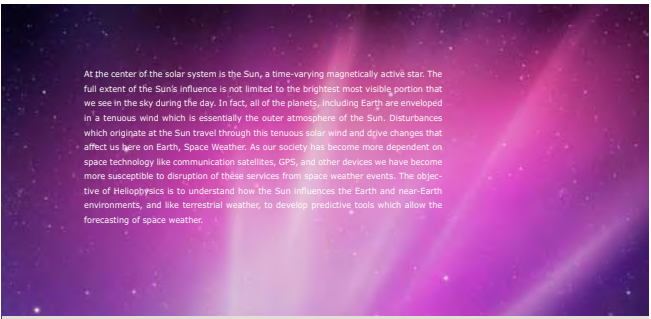 At the center of the solar system is the Sun, a time-varying magnetically active star. The
full extent of the Sun's influence is not limited to the brightest most visible portion that
we see in the sky during the day. In fact, all of the planets, including Earth are enveloped
in a tenuous wind which is essentially the outer atmosphere of the Sun. Disturbances
which originate at the Sun travel through this tenuous solar wind and drive changes that
affect us here on Earth, Space Weather. As our society has become more dependent on
space technology like communication satellites, GPS, and other devices we have become
more susceptible to disruption of these services from space weather events. The objec-
tive of Heliophysics is to understand how the Sun influences the Earth and near-Earth
environments, and like terrestrial weather, to develop predictive tools which allow the
forecasting of space weather.